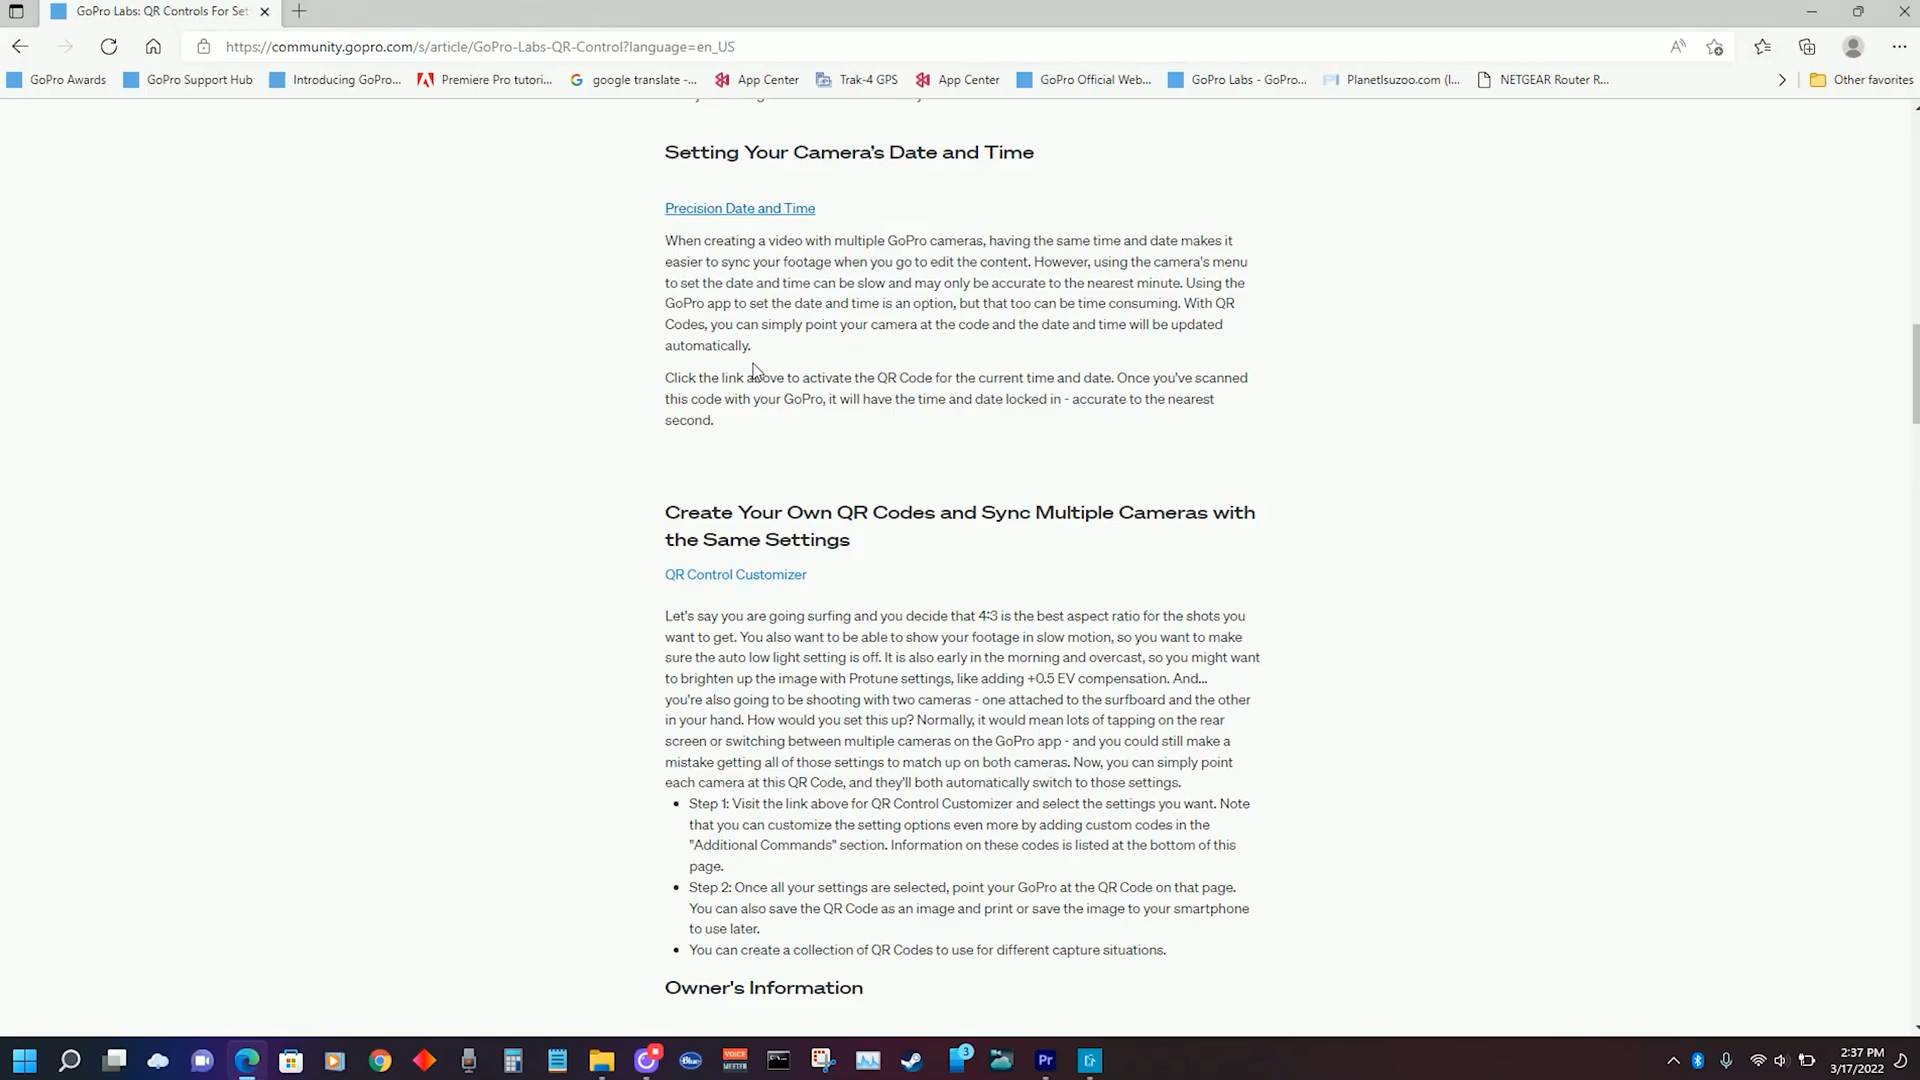 GoPro Labs: QR Controls For Set
https://community.gopro.com/s/article/GoPro-Labs-QR-Control?language=en_US
GoPro Awards
GoPro Support Hub
Introducing GoPro...
Premiere Pro tutori...
google translate -...
App Center
Trak-4 GPS
App Center
GoPro Official Web...
GoPro Labs - GoPro...
PlanetIsuzoo.com (I...
NETGEAR Router R...
Other favorites
Setting Your Camera's Date and Time
Precision Date and Time
When creating a video with multiple GoPro cameras, having the same time and date makes it
easier to sync your footage when you go to edit the content. However, using the camera's menu
to set the date and time can be slow and may only be accurate to the nearest minute. Using the
GoPro app to set the date and time is an option, but that too can be time consuming. With QR
Codes, you can simply point your camera at the code and the date and time will be updated
automatically.
Click the link above to activate the QR Code for the current time and date. Once you've scanned
this code with your GoPro, it will have the time and date locked in - accurate to the nearest
second.
Create Your Own QR Codes and Sync Multiple Cameras with
the Same Settings
QR Control Customizer
Let's say you are going surfing and you decide that 4:3 is the best aspect ratio for the shots you
want to get. You also want to be able to show your footage in slow motion, so you want to make
sure the auto low light setting is off. It is also early in the morning and overcast, so you might want
to brighten up the image with Protune settings, like adding +0.5 EV compensation. And...
you're also going to be shooting with two cameras - one attached to the surfboard and the other
in your hand. How would you set this up? Normally, it would mean lots of tapping on the rear
screen or switching between multiple cameras on the GoPro app - and you could still make a
mistake getting all of those settings to match up on both cameras. Now, you can simply point
each camera at this QR Code, and they'll both automatically switch to those settings.
• Step 1: Visit the link above for QR Control Customizer and select the settings you want. Note
that you can customize the setting options even more by adding custom codes in the
"Additional Commands" section. Information on these codes is listed at the bottom of this
page.
• Step 2: Once all your settings are selected, point your GoPro at the QR Code on that page.
You can also save the QR Code as an image and print or save the image to your smartphone
to use later.
• You can create a collection of QR Codes to use for different capture situations.
Owner's Information
Blue
VOICE
MEETER
3
Pr
2:37 PM
3/17/2022